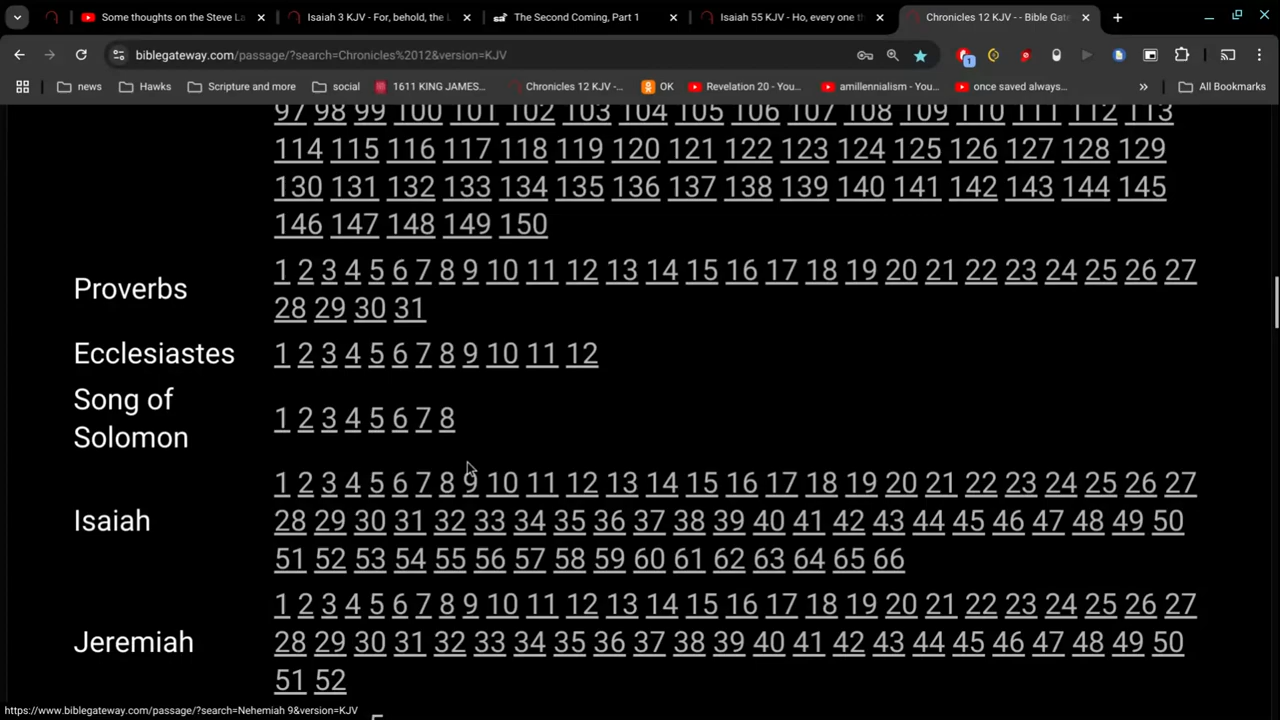 Some thoughts on the Steve La
Isaiah 3 KJV - For, behold, the L
The Second Coming, Part 1
Isaiah 55 KJV - Ho, every one th
Chronicles 12 KJV - - Bible Gate
biblegateway.com/passage/?search=Chronicles%2012&version=KJV
1
news
Hawks
Scripture and more
social
1611 KING JAMES...
Chronicles 12 KJV -...
OK
Revelation 20 - You...
amillennialism - You...
once saved always...
»
All Bookmarks
97 98 99 100 101 102 103 104 105 106 107 108 109 110 111 112 113
114 115 116 117 118 119 120 121 122 123 124 125 126 127 128 129
130 131 132 133 134 135 136 137 138 139 140 141 142 143 144 145
146 147 148 149 150
Proverbs
1 2 3 4 5 6 7 8 9 10 11 12 13 14 15 16 17 18 19 20 21 22 23 24 25 26 27
28 29 30 31
Ecclesiastes
1 2 3 4 5 6 7 8 9 10 11 12
Song of
Solomon
1 2 3 4 5 6 7 8
Isaiah
1 2 3 4 5 6 7 8 9 10 11 12 13 14 15 16 17 18 19 20 21 22 23 24 25 26 27
28 29 30 31 32 33 34 35 36 37 38 39 40 41 42 43 44 45 46 47 48 49 50
51 52 53 54 55 56 57 58 59 60 61 62 63 64 65 66
Jeremiah
1 2 3 4 5 6 7 8 9 10 11 12 13 14 15 16 17 18 19 20 21 22 23 24 25 26 27
28 29 30 31 32 33 34 35 36 37 38 39 40 41 42 43 44 45 46 47 48 49 50
51 52
https://www.biblegateway.com/passage/?search=Nehemiah 9&version=KJV